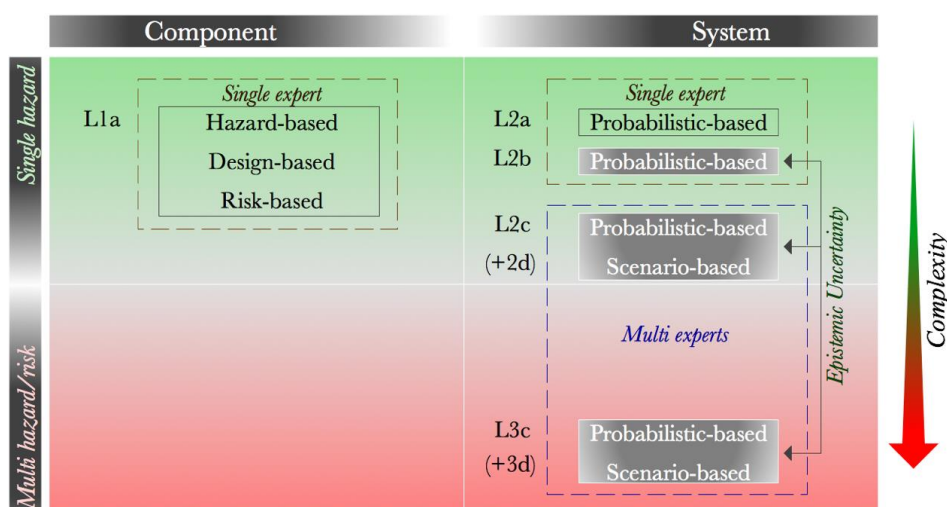 Component
System
Single hazard
Multi hazard/risk
Single expert
L1a
Hazard-based
Design-based
Risk-based
Single expert
L2a
Probabilistic-based
L2b
Probabilistic-based
L2c
Probabilistic-based
(+2d)
Scenario-based
Multi experts
L3c
Probabilistic-based
(+3d)
Scenario-based
Epistemic Uncertainty
Complexity